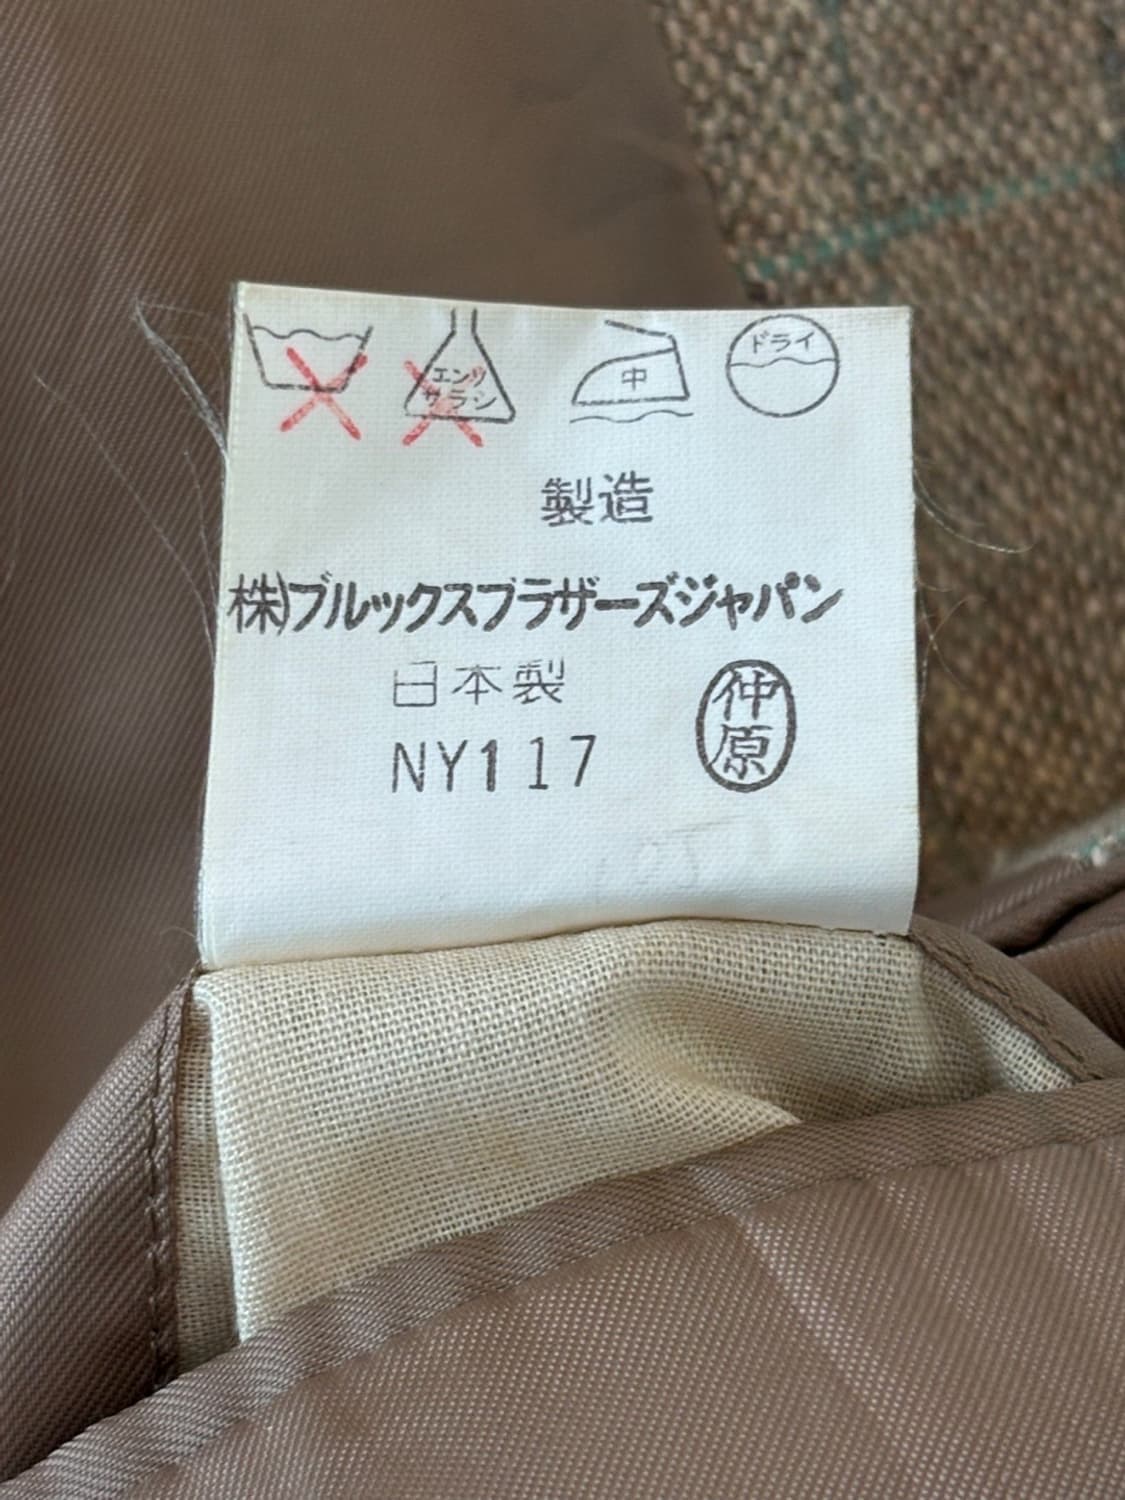 エンソ サラシ
中
ドライ
製造
(株)ブルックスブラザーズジャパン
日本製
仲原
NY117